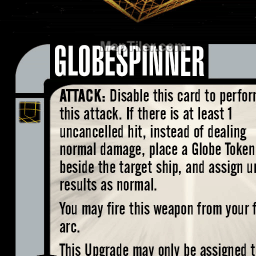 GLOBESPINNER
ATTACK: Disable this card to perform
this attack. If there is at least 1
uncancelled hit, instead of dealing
normal damage, place a Globe Token
beside the target ship, and assign
results as normal.
You may fire this weapon from your
arc.
This Upgrade may only be assigned